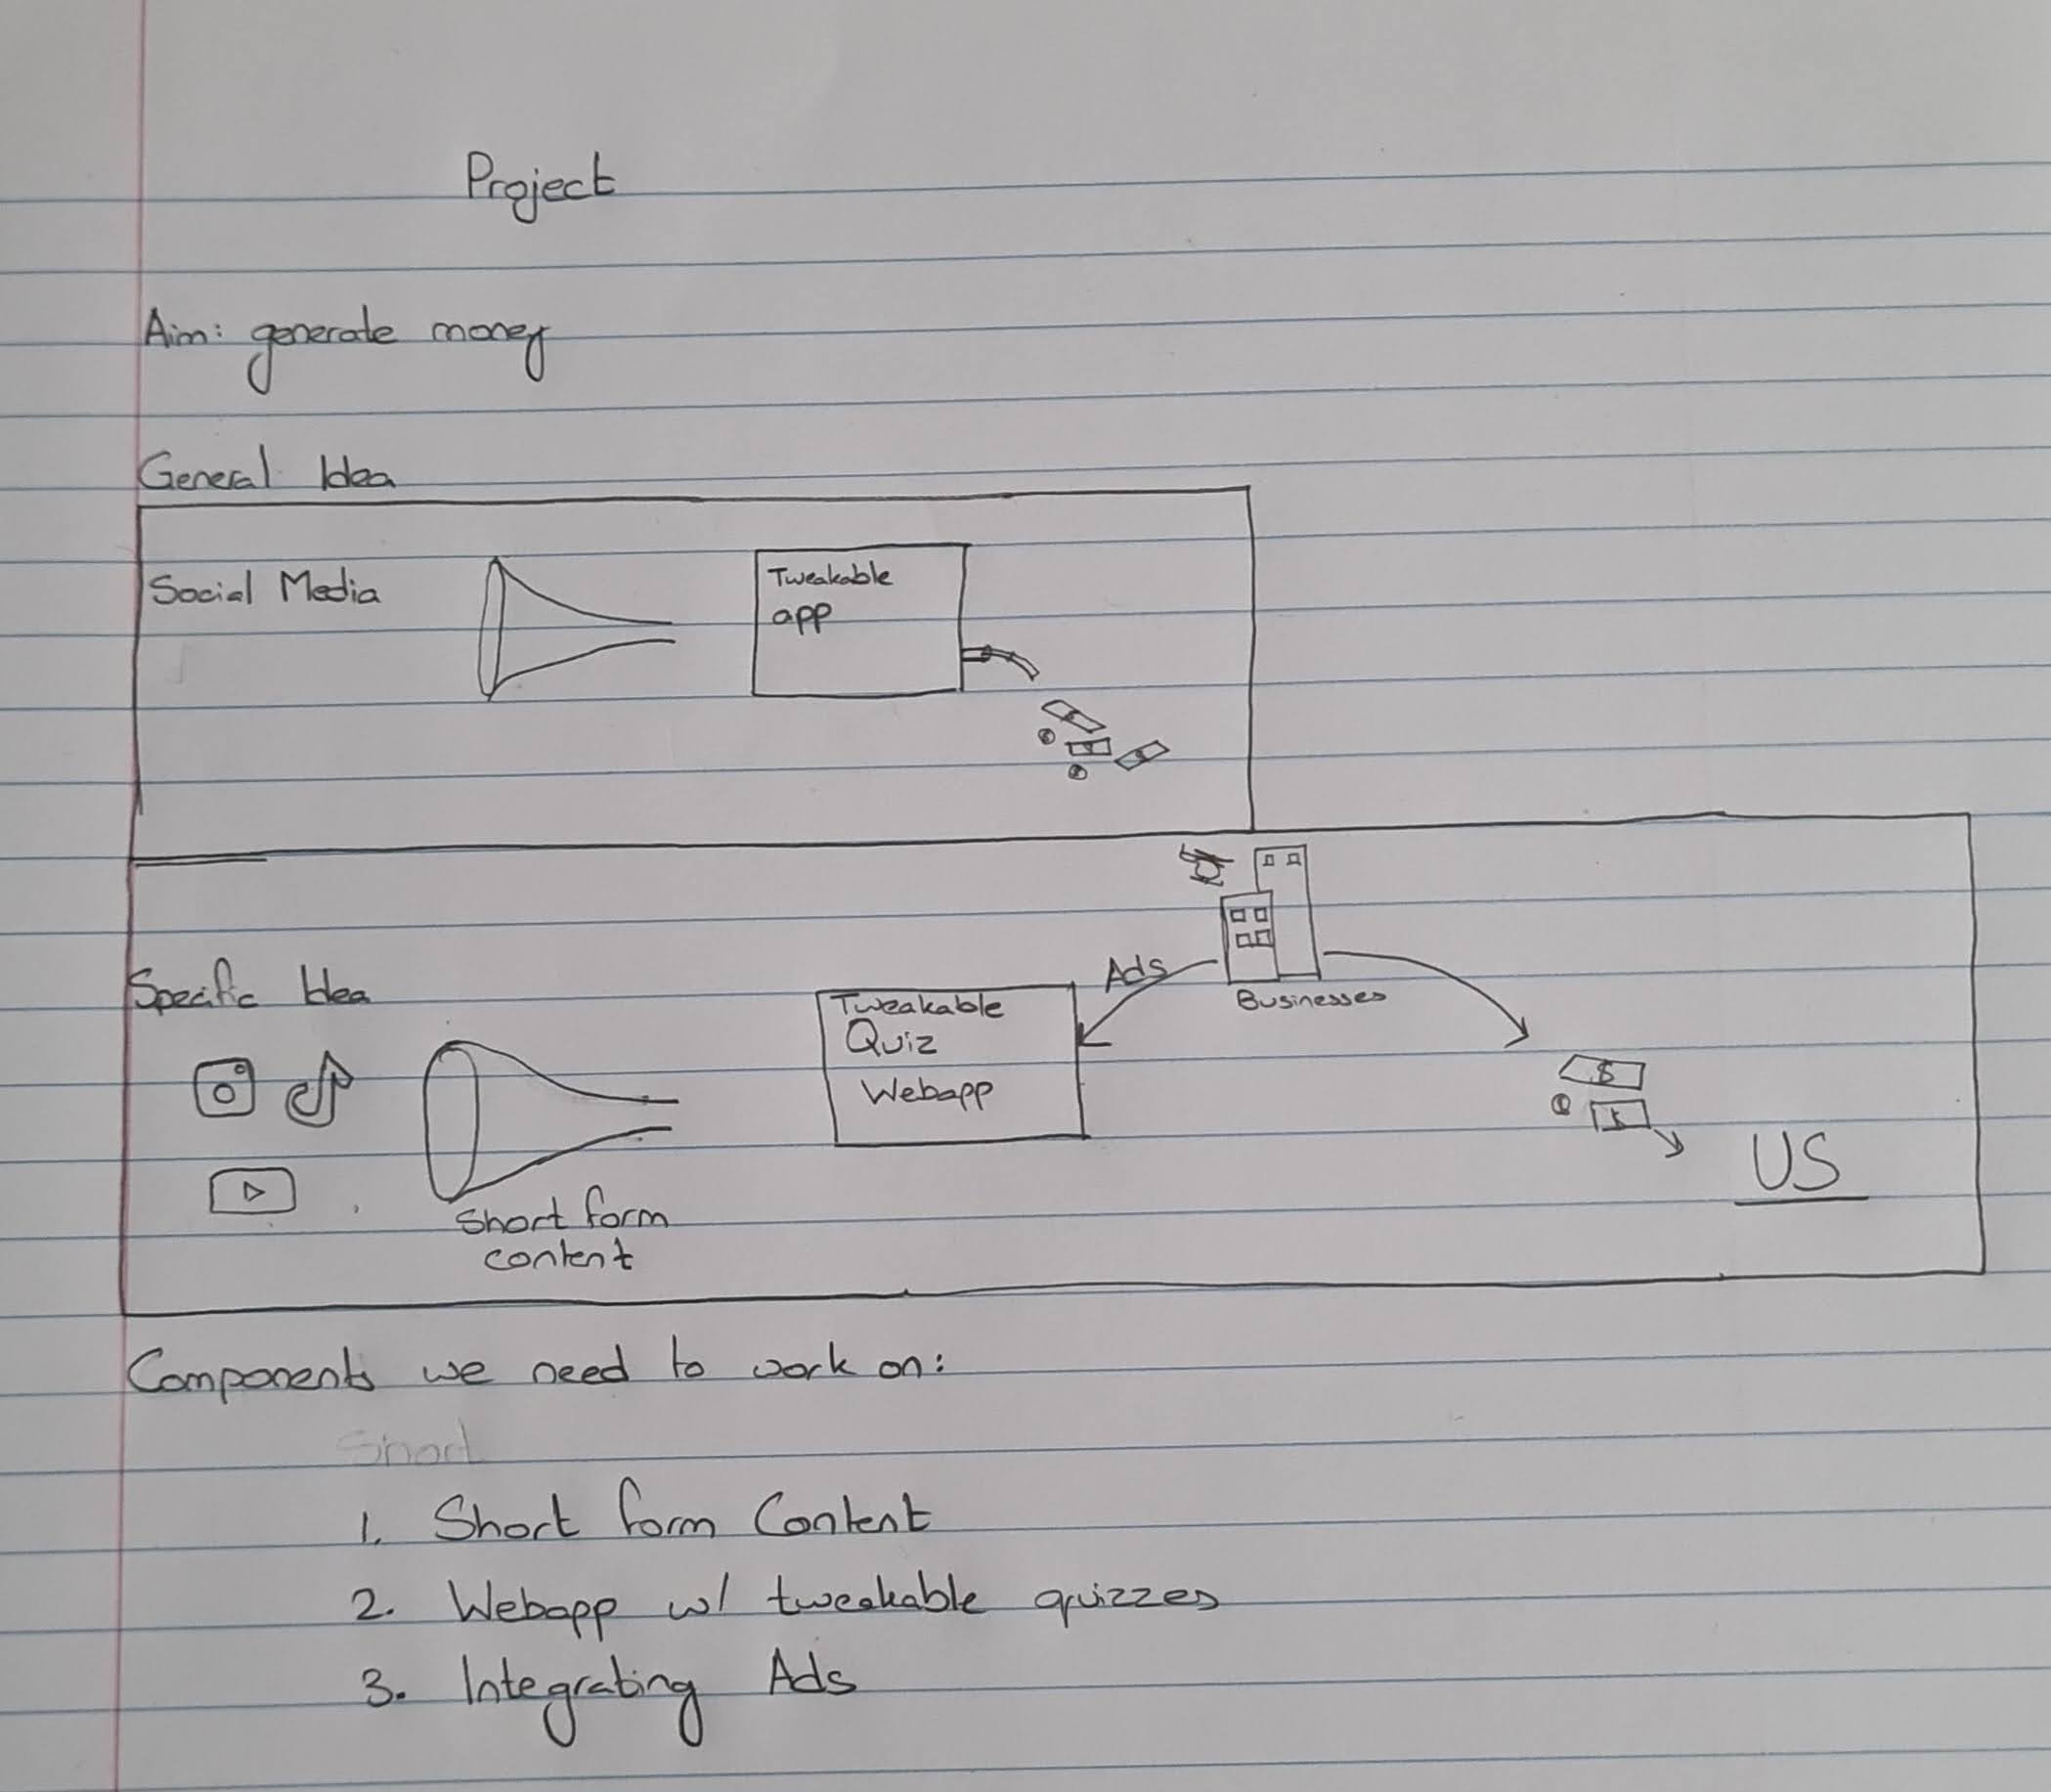 Project
Aim: generate money
General Idea
Social Media
Tweakable
app
Specific Idea
Ads
Businesses
Tweakable
Quiz
Webapp
$
$
US
Short form
content
Components we need to work on:
Short
1. Short form Content
2. Webapp w/ tweakable quizzes
3. Integrating Ads